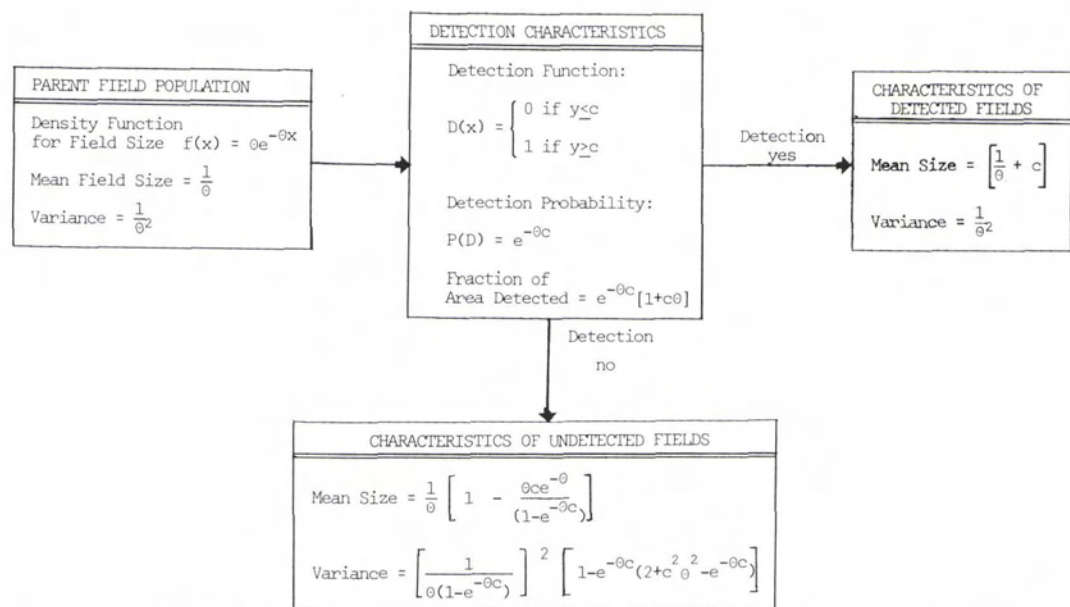 PARENT FIELD POPULATION
Density Function
for Field Size f(x) = θe^{-θx}
Mean Field Size = 1/θ
Variance = 1/θ²
DETECTION CHARACTERISTICS
Detection Function:
D(x) = { 0 if y≤c
1 if y≥c
Detection Probability:
P(D) = e^{-θc}
Fraction of
Area Detected = e^{-θc}[1+cθ]
Detection
yes
CHARACTERISTICS OF
DETECTED FIELDS
Mean Size = [1/θ + c]
Variance = 1/θ²
Detection
no
CHARACTERISTICS OF UNDETECTED FIELDS
Mean Size = 1/θ [1 - θce^{-θ}/(1-e^{-θc})]
Variance = [1/θ(1-e^{-θc})]² [1-e^{-θc}(2+c²θ²-e^{-θc})]